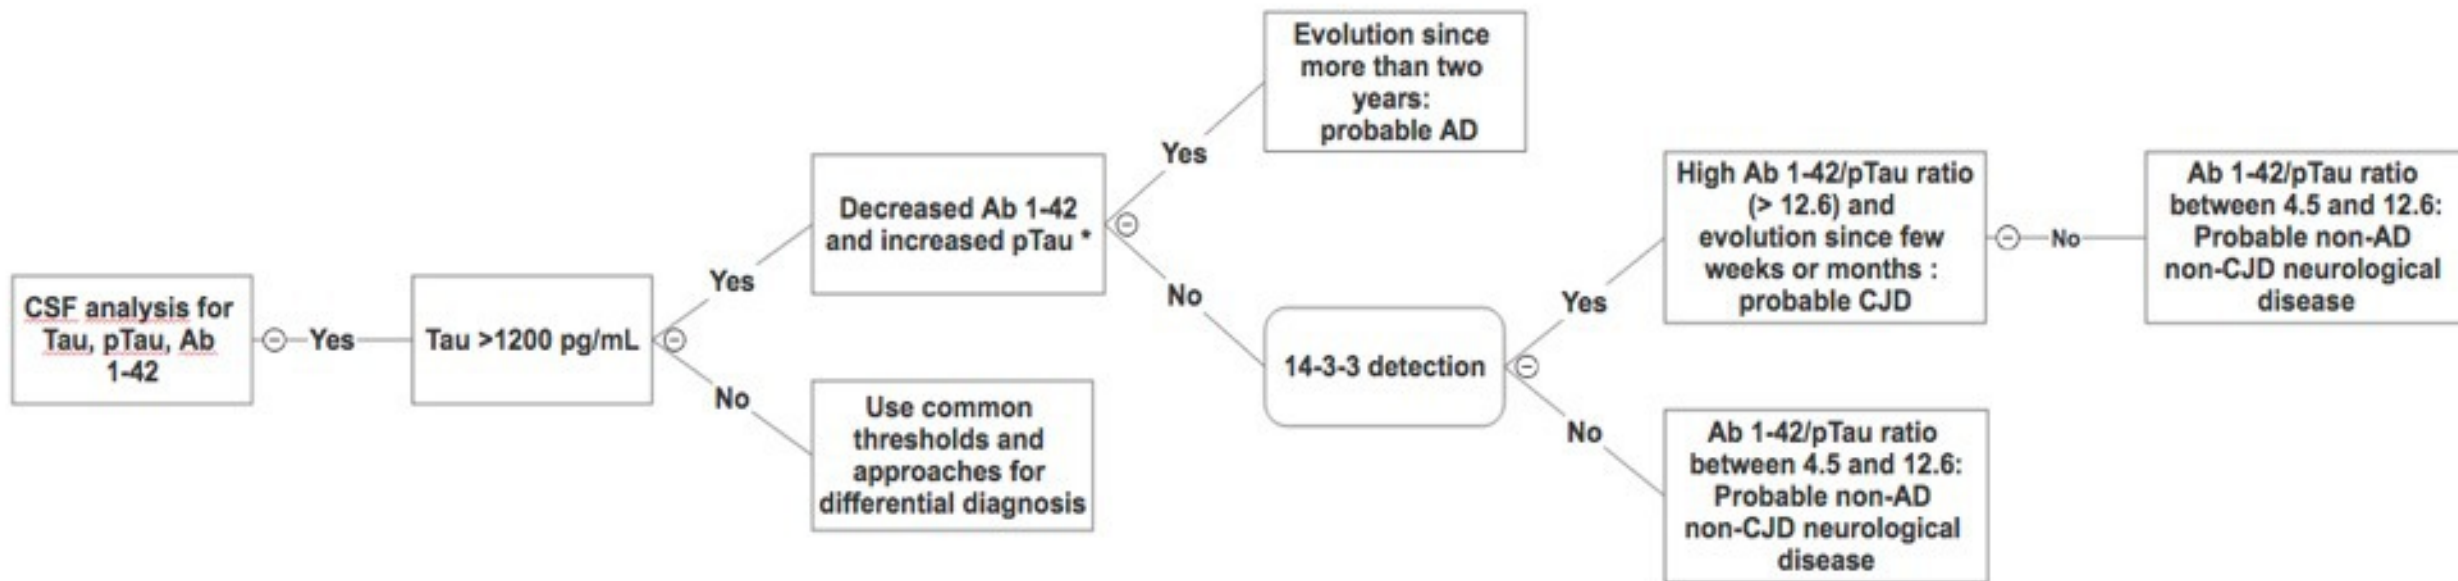 CSF analysis for
Tau, pTau, Ab
1-42
Yes
Tau >1200 pg/mL
Yes
No
Decreased Ab 1-42
and increased pTau *
Use common
thresholds and
approaches for
differential diagnosis
Yes
No
Evolution since
more than two
years:
probable AD
14-3-3 detection
Yes
No
High Ab 1-42/pTau ratio
(> 12.6) and
evolution since few
weeks or months :
probable CJD
No
Ab 1-42/pTau ratio
between 4.5 and 12.6:
Probable non-AD
non-CJD neurological
disease
Ab 1-42/pTau ratio
between 4.5 and 12.6:
Probable non-AD
non-CJD neurological
disease